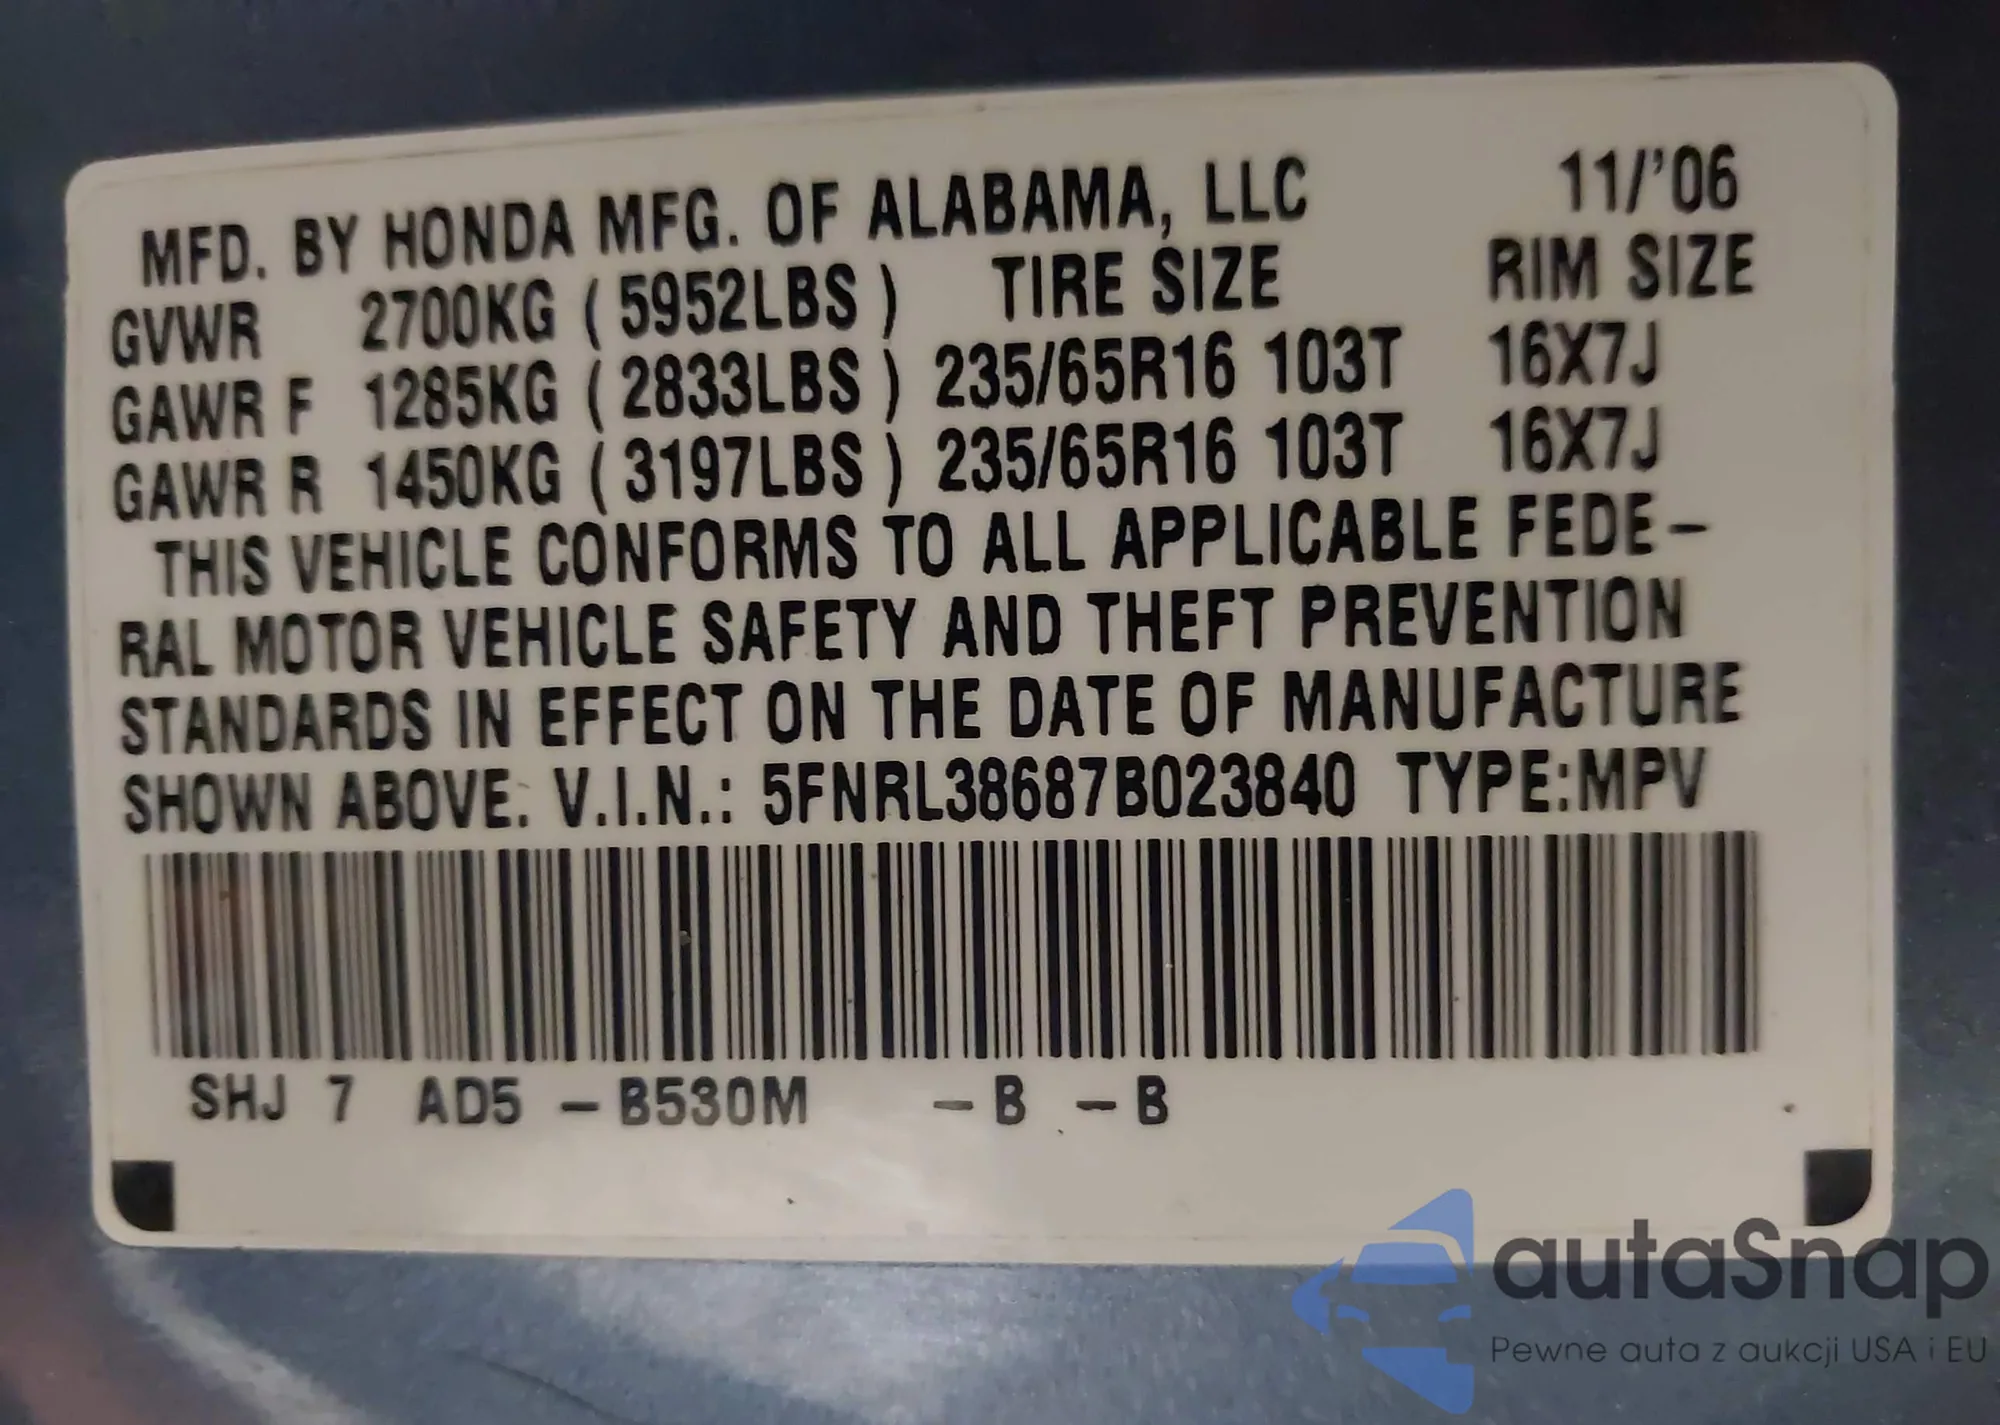 MFD. BY HONDA MFG. OF ALABAMA, LLC 11/'06
GVWR 2700KG ( 5952LBS ) TIRE SIZE RIM SIZE
GAWR F 1285KG ( 2833LBS ) 235/65R16 103T 16X7J
GAWR R 1450KG ( 3197LBS ) 235/65R16 103T 16X7J
THIS VEHICLE CONFORMS TO ALL APPLICABLE FEDE-
RAL MOTOR VEHICLE SAFETY AND THEFT PREVENTION
STANDARDS IN EFFECT ON THE DATE OF MANUFACTURE
SHOWN ABOVE. V.I.N.: 5FNRL38687B023840 TYPE:MPV
SHJ 7 AD5 - B530M - B - B
autaSnap
Pewne auta z aukcji USA i EU